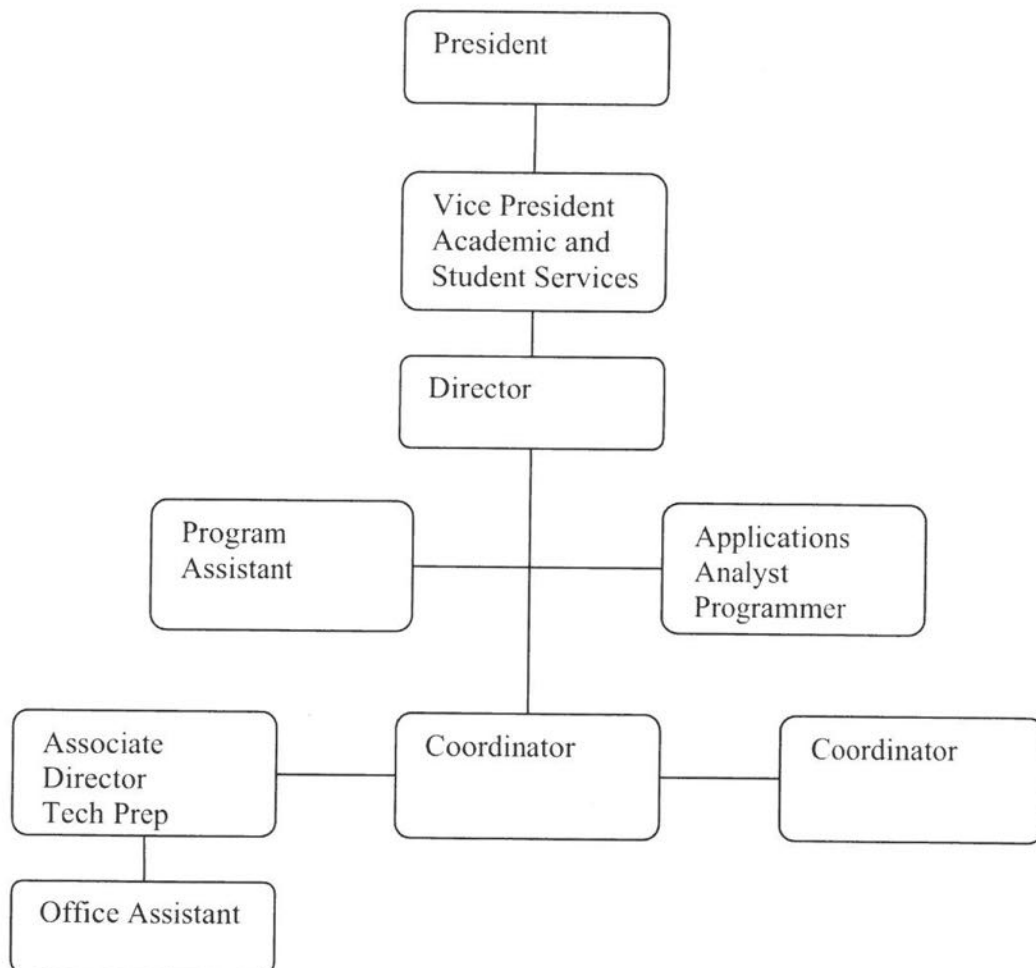 President
Vice President
Academic and
Student Services
Director
Program
Assistant
Applications
Analyst
Programmer
Associate
Director
Tech Prep
Coordinator
Coordinator
Office Assistant